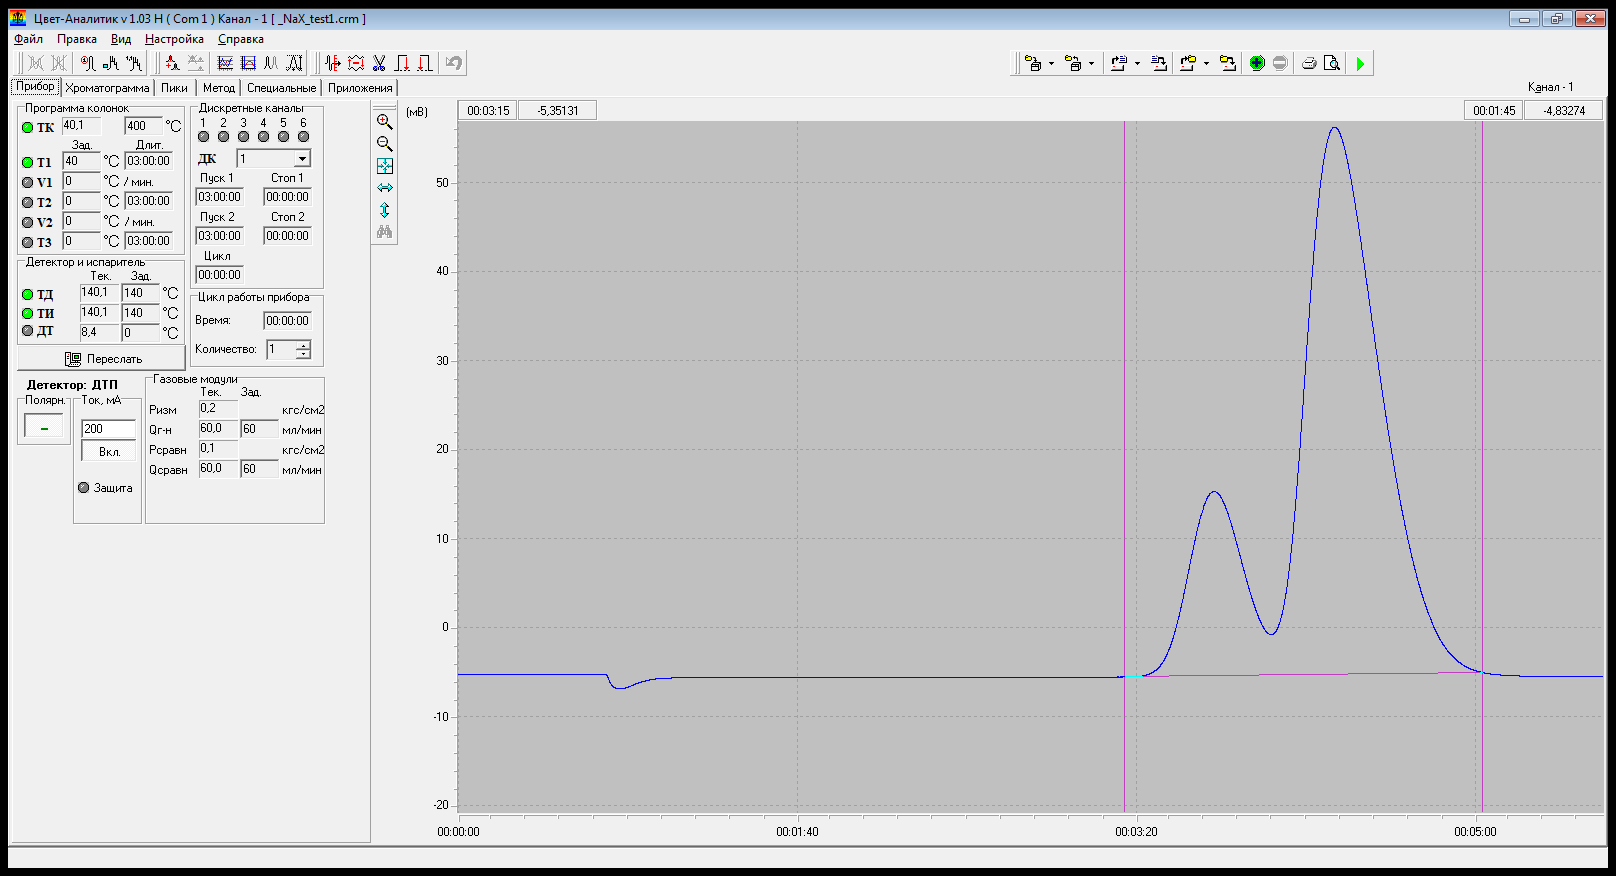 Цвет-Аналитик v 1.03 Н ( Com 1 ) Канал - 1 [ _NaX_test1.crm ]
Файл Правка Вид Настройка Справка
Прибор Хроматограмма Пики Метод Специальные Приложения Канал - 1
Программа колонок
ТК 40,1 400 °C
Зад. Длит.
T1 40 °C 03:00:00
V1 0 °C / мин.
T2 0 °C 03:00:00
V2 0 °C / мин.
T3 0 °C 03:00:00
Детектор и испаритель
Тек. Зад.
ТД 140,1 140 °C
ТИ 140,1 140 °C
ДТ 8,4 0 °C
Переслать
Детектор: ДТП
Полярн.
-
Ток, мА
200
Вкл.
Защита
Дискретные каналы
1 2 3 4 5 6
ДК 1
Пуск 1 Стоп 1
03:00:00 00:00:00
Пуск 2 Стоп 2
03:00:00 00:00:00
Цикл
00:00:00
Цикл работы прибора
Время: 00:00:00
Количество: 1
Газовые модули
Тек. Зад.
Ризм 0,2 кгс/см2
Qг-н 60,0 60 мл/мин
Рсравн 0,1 кгс/см2
Qсравн 60,0 60 мл/мин
(мВ) 00:03:15 -5,35131 00:01:45 -4,83274
50
40
30
20
10
0
-10
-20
00:00:00 00:01:40 00:03:20 00:05:00